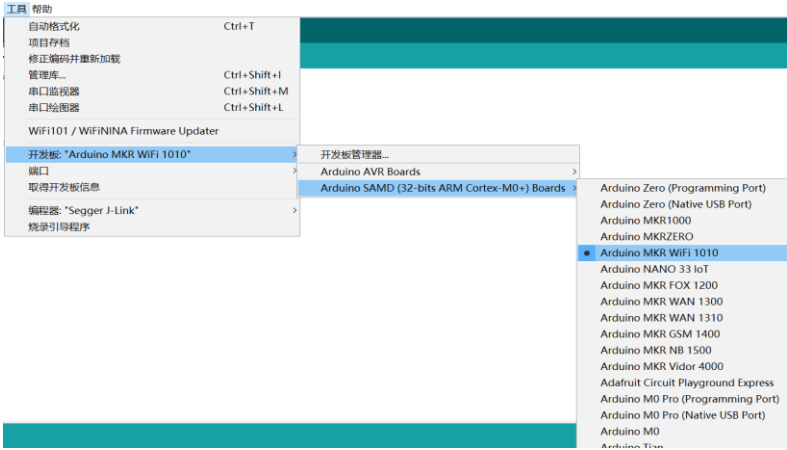 工具 帮助
自动格式化 Ctrl+T
项目存档
修正编码并重新加载
管理库... Ctrl+Shift+I
串口监视器 Ctrl+Shift+M
串口绘图器 Ctrl+Shift+L
WiFi101 / WiFiNINA Firmware Updater
开发板: "Arduino MKR WiFi 1010"
端口
取得开发板信息
编程器: "Segger J-Link"
烧录引导程序
开发板管理器...
Arduino AVR Boards
Arduino SAMD (32-bits ARM Cortex-M0+) Boards
Arduino Zero (Programming Port)
Arduino Zero (Native USB Port)
Arduino MKR1000
Arduino MKRZERO
Arduino MKR WiFi 1010
Arduino NANO 33 IoT
Arduino MKR FOX 1200
Arduino MKR WAN 1300
Arduino MKR WAN 1310
Arduino MKR GSM 1400
Arduino MKR NB 1500
Arduino MKR Vidor 4000
Adafruit Circuit Playground Express
Arduino M0 Pro (Programming Port)
Arduino M0 Pro (Native USB Port)
Arduino M0
Arduino Tian